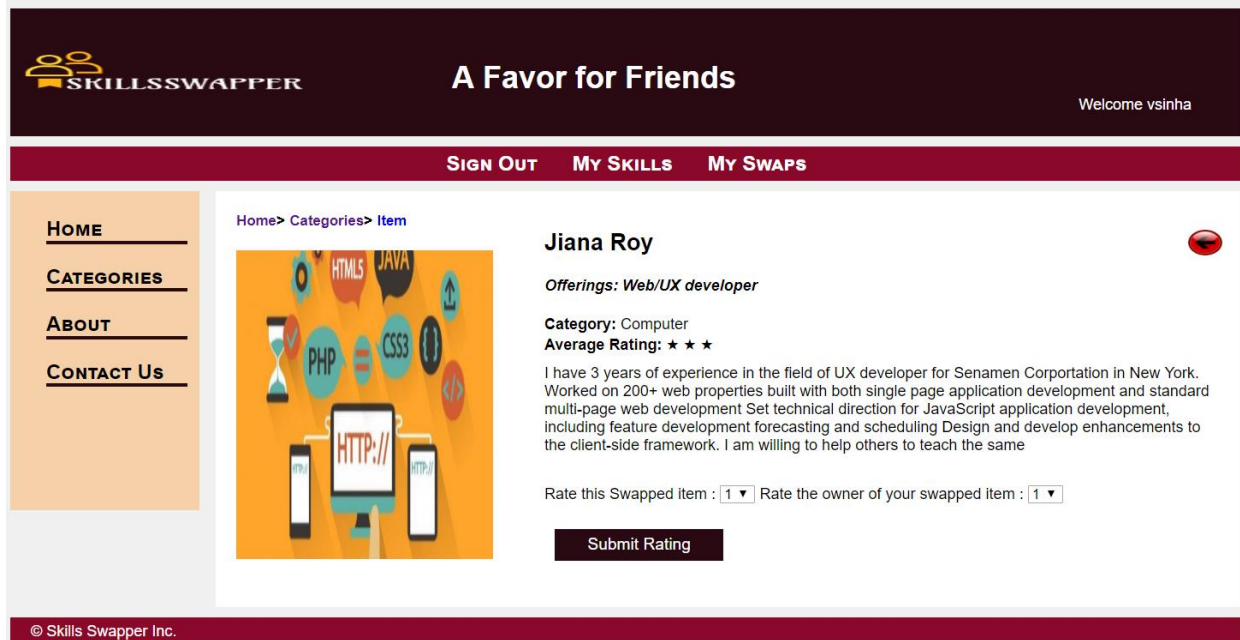 SKILLSSWAPPER
A Favor for Friends
Welcome vsinha
SIGN OUT MY SKILLS MY SWAPS
HOME
CATEGORIES
ABOUT
CONTACT US
Home> Categories> Item
HTML5
JAVA
PHP
CSS3
</>
HTTP://
HTTP://
HTTP://
Jiana Roy
Offerings: Web/UX developer
Category: Computer
Average Rating: ★ ★ ★
I have 3 years of experience in the field of UX developer for Senamen Corportation in New York.
Worked on 200+ web properties built with both single page application development and standard
multi-page web development Set technical direction for JavaScript application development,
including feature development forecasting and scheduling Design and develop enhancements to
the client-side framework. I am willing to help others to teach the same
Rate this Swapped item : 1 ▼ Rate the owner of your swapped item : 1 ▼
Submit Rating
© Skills Swapper Inc.